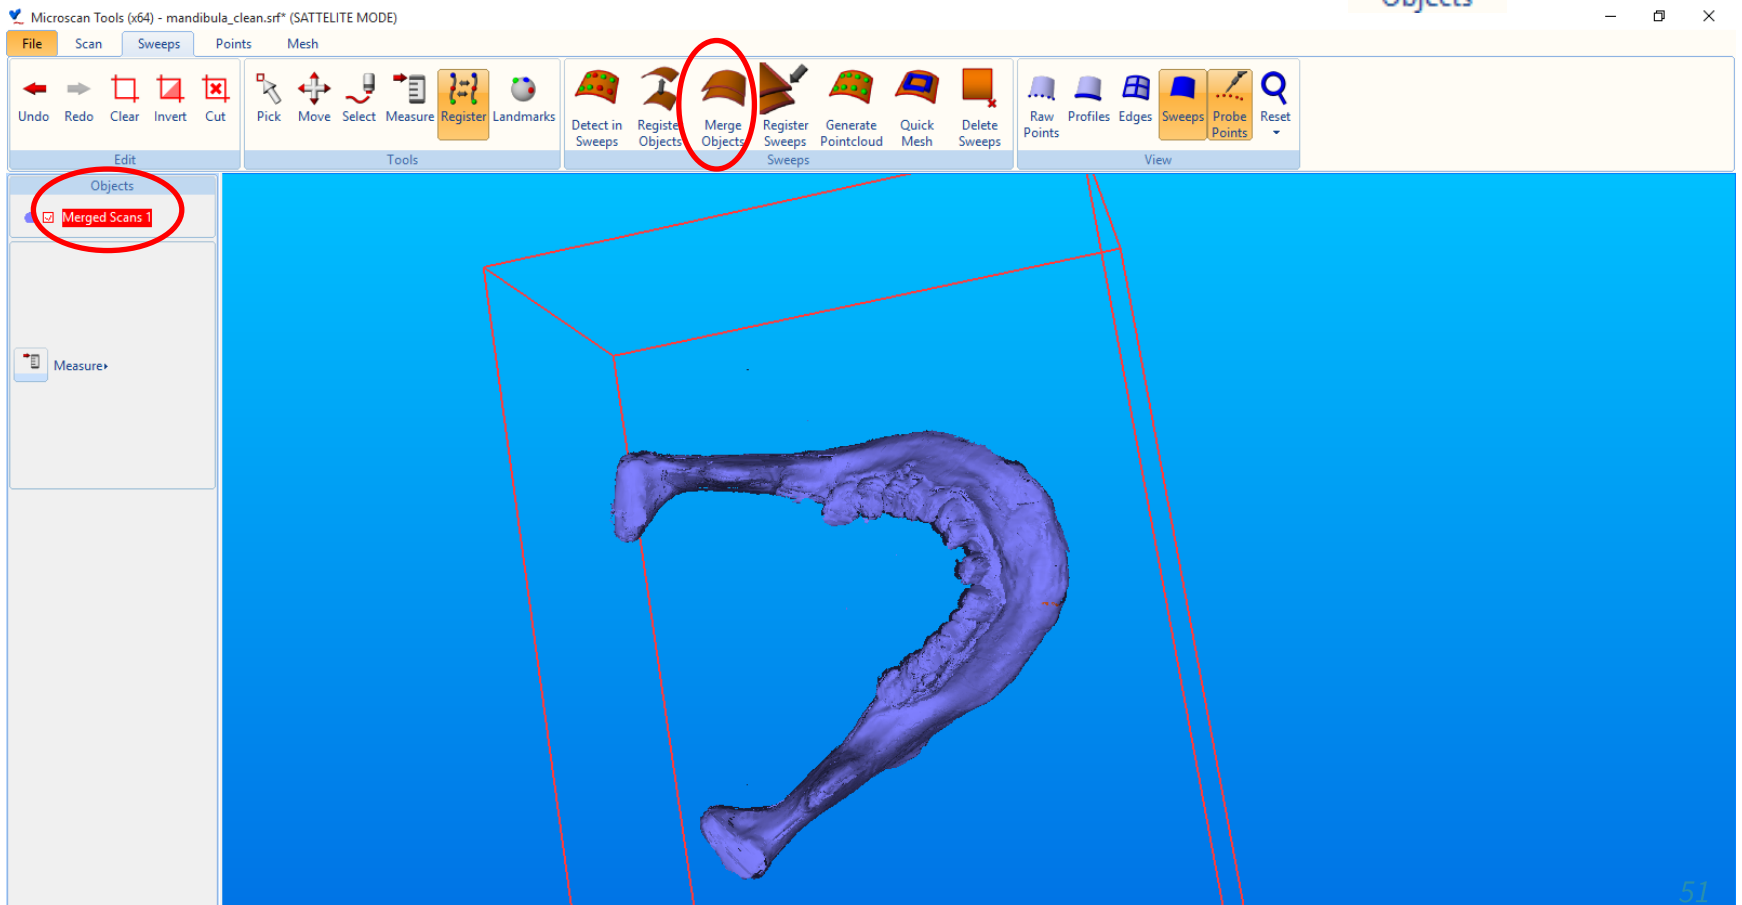 Objects
Microscan Tools (x64) - mandibula_clean.srf* (SATTELITE MODE)
File Scan Sweeps Points Mesh
Undo Redo Clear Invert Cut
Edit
Pick Move Select Measure Register Landmarks
Tools
Detect in Sweeps
Register Objects
Merge Objects
Register Sweeps
Generate Pointcloud
Quick Mesh
Delete Sweeps
Sweeps
Raw Points
Profiles Edges Sweeps
Probe Points
Reset
View
Objects
Merged Scans 1
Measure
51